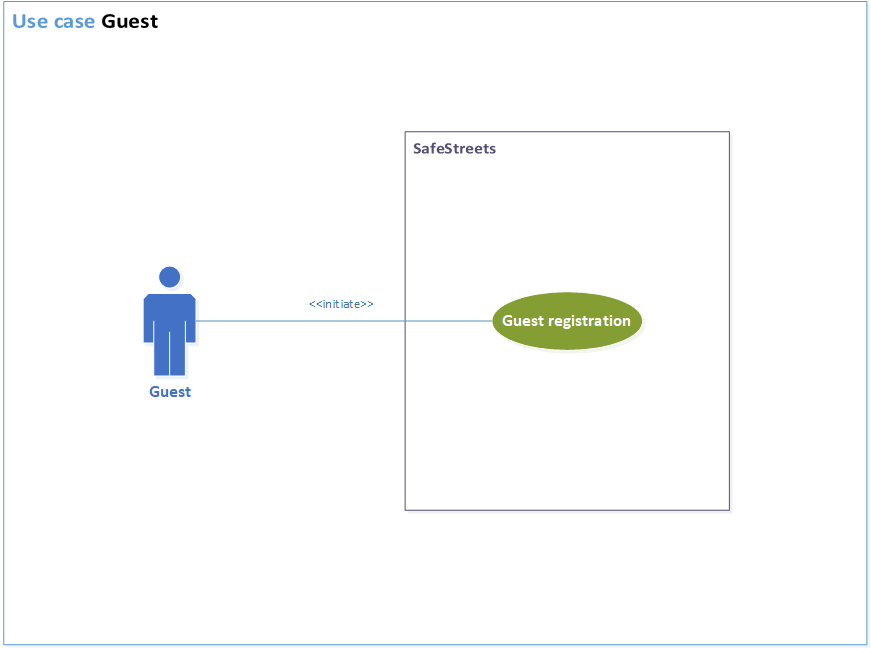 Use case Guest
SafeStreets
<<initiate>>
Guest registration
Guest